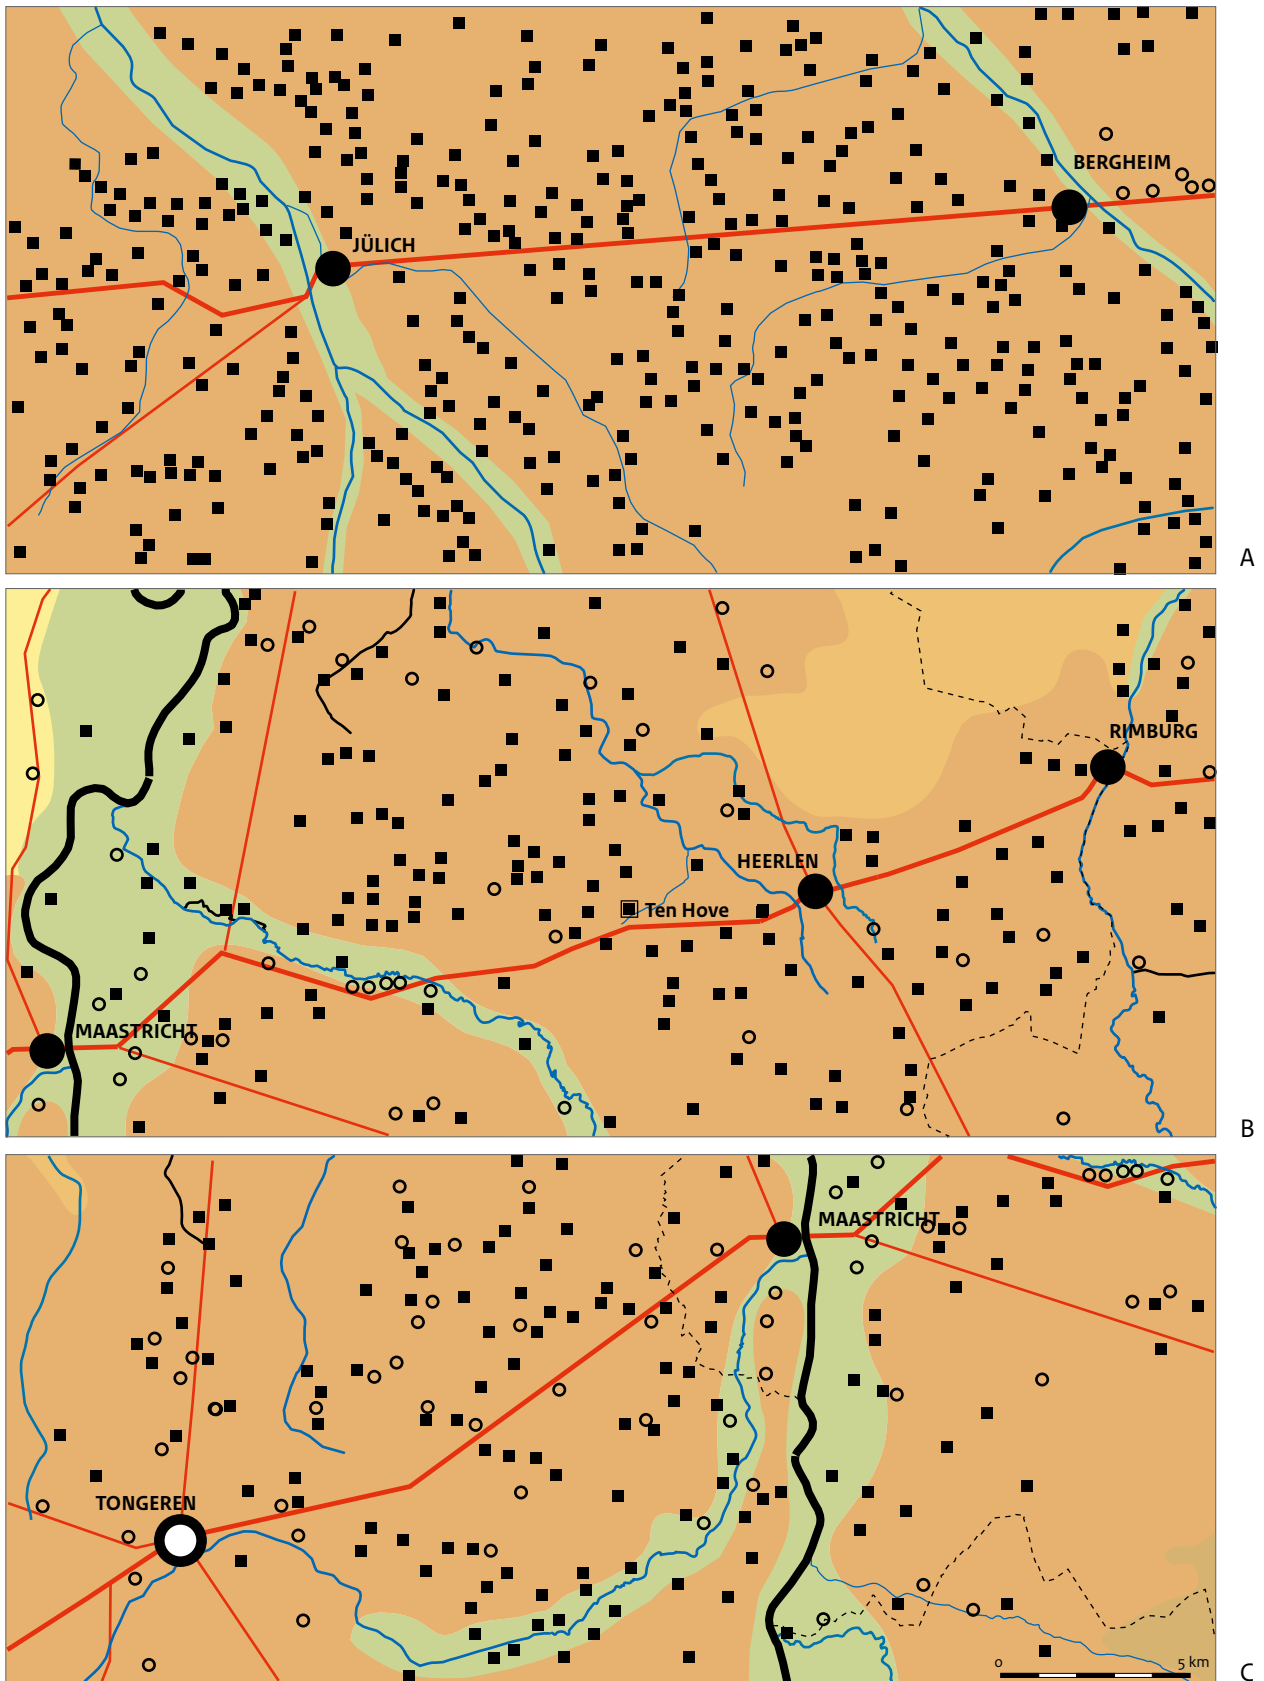 BERGHEIM
JÜLICH
A
RIMBURG
HEERLEN
Ten Hove
MAASTRICHT
B
MAASTRICHT
TONGEREN
0 5 km
C